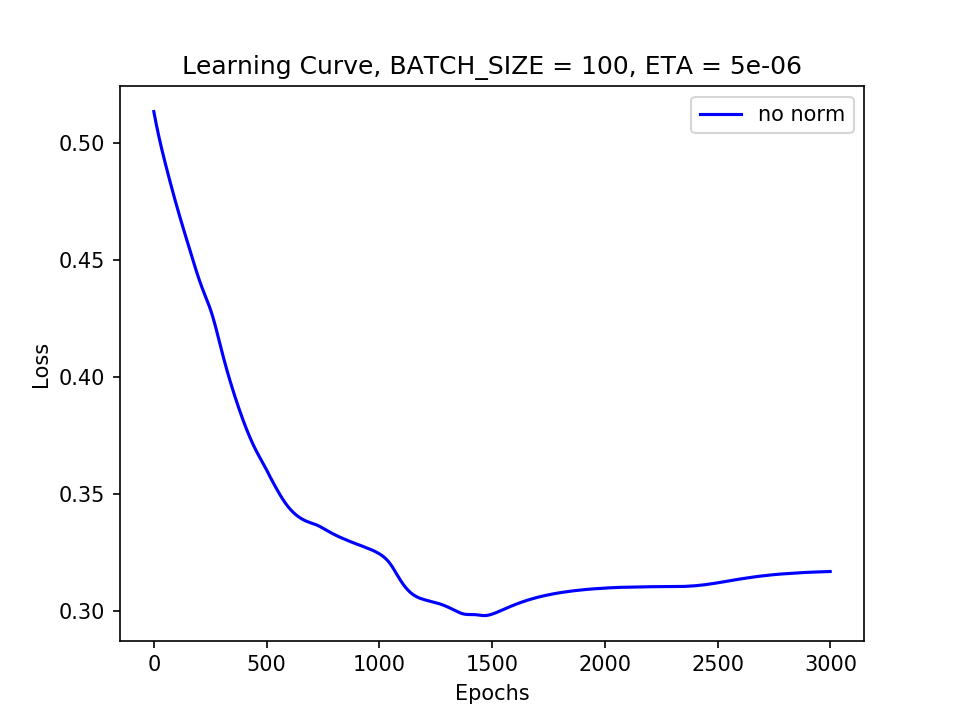 Learning Curve, BATCH_SIZE = 100, ETA = 5e-06
no norm
0.50
0.45
0.40
0.35
0.30
Loss
0 500 1000 1500 2000 2500 3000
Epochs